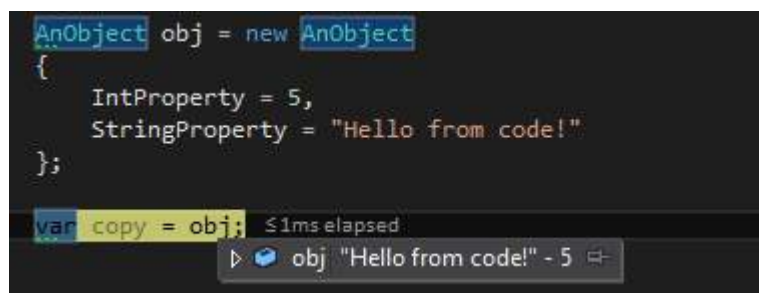 AnObject obj = new AnObject
{
    IntProperty = 5,
    StringProperty = "Hello from code!"
};
var copy = obj; ≤1ms elapsed
obj "Hello from code!" - 5